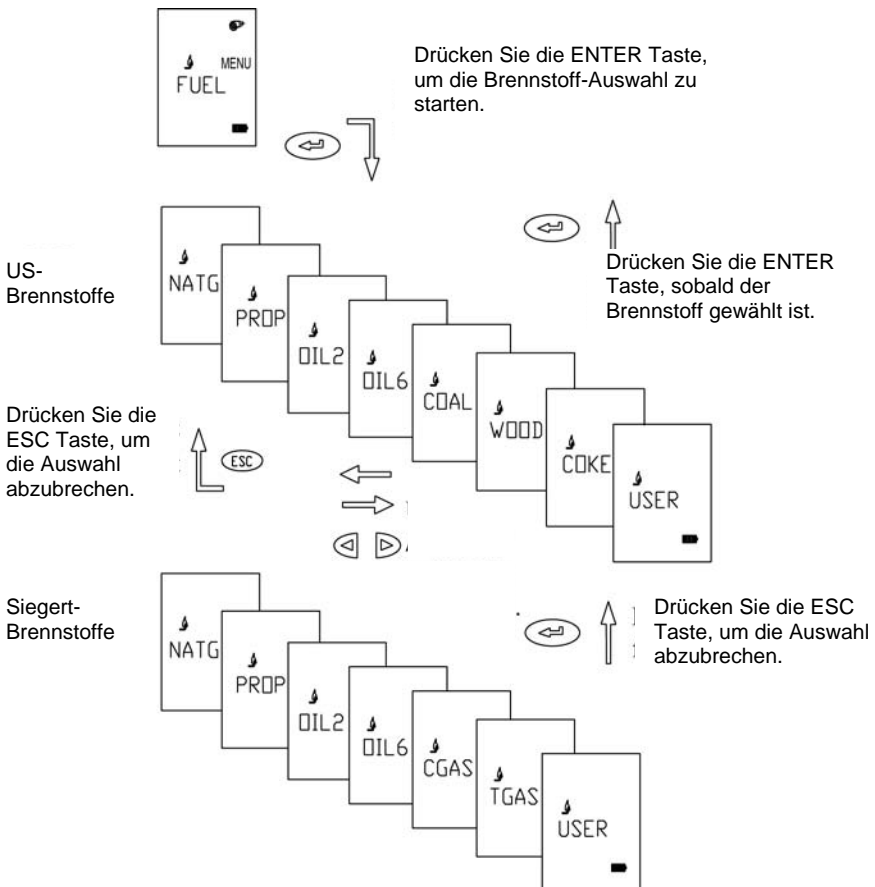 MENU
FUEL
Drücken Sie die ENTER Taste,
um die Brennstoff-Auswahl zu
starten.
US-
Brennstoffe
NATG
PROP
OIL2
OIL6
COAL
WOOD
COKE
USER
Drücken Sie die ENTER
Taste, sobald der
Brennstoff gewählt ist.
Drücken Sie die
ESC Taste, um
die Auswahl
abzubrechen.
ESC
Siegert-
Brennstoffe
NATG
PROP
OIL2
OIL6
CGAS
TGAS
USER
Drücken Sie die ESC
Taste, um die Auswahl
abzubrechen.